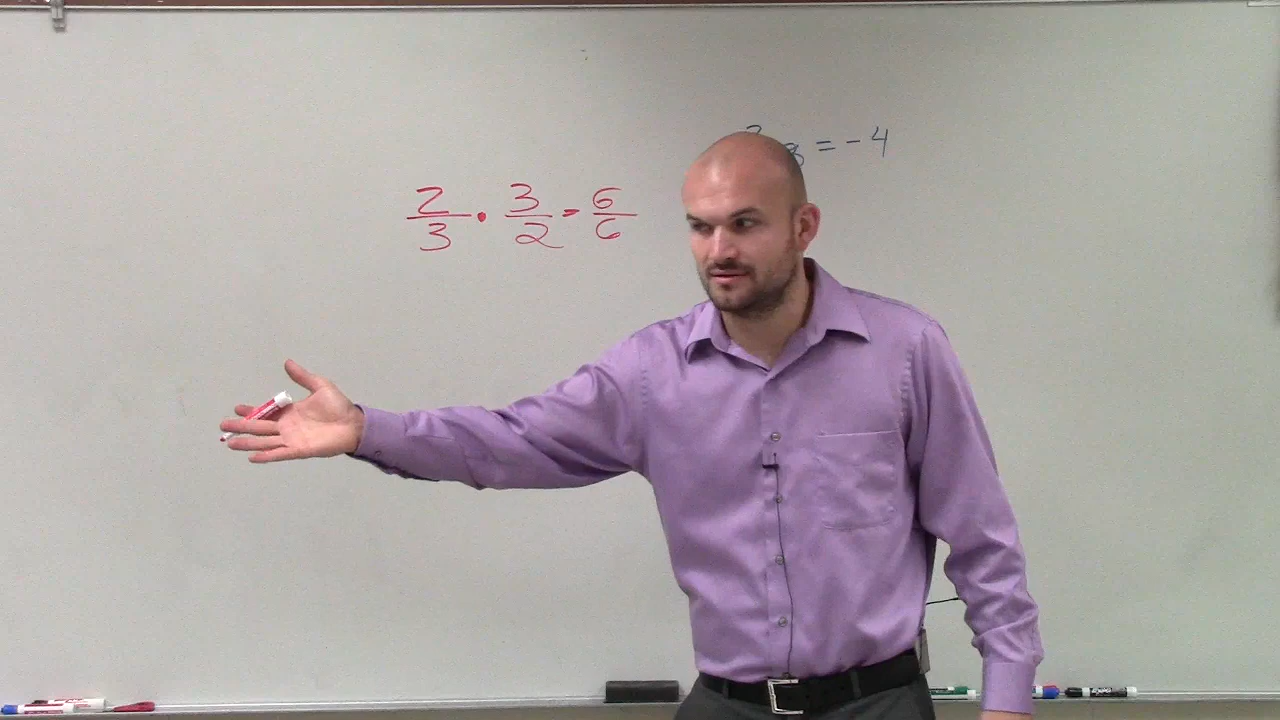 g = -4
2/3 · 3/2 = 6/6